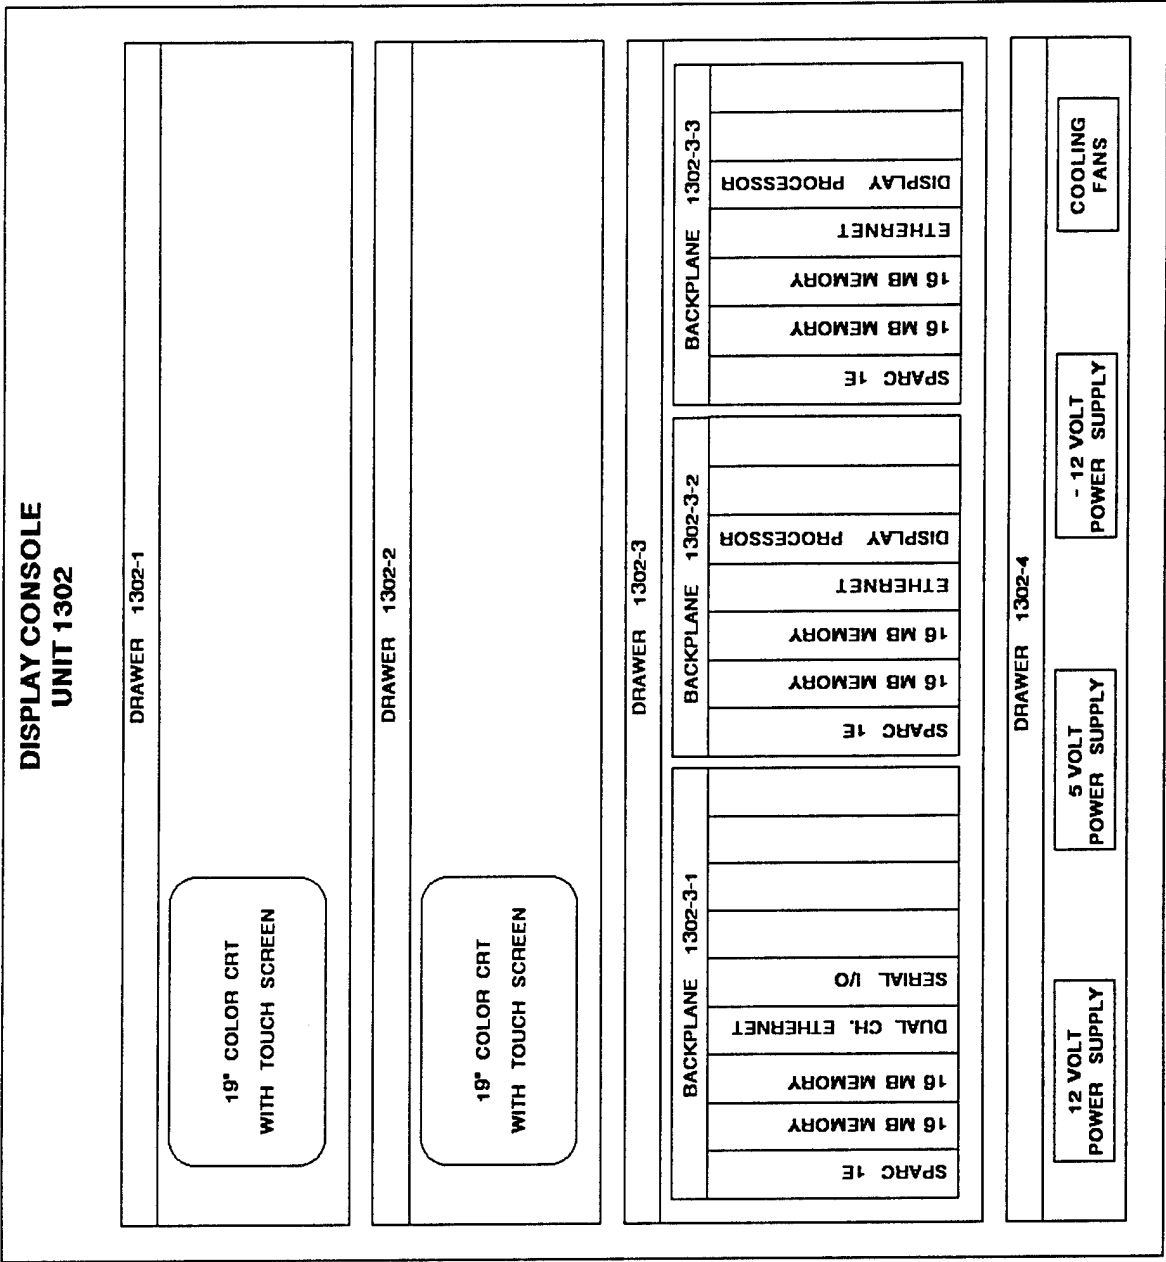 DISPLAY CONSOLE
UNIT 1302
DRAWER 1302-1
19" COLOR CRT
WITH TOUCH SCREEN
DRAWER 1302-2
19" COLOR CRT
WITH TOUCH SCREEN
DRAWER 1302-3
BACKPLANE 1302-3-1
SPARC 1E
16 MB MEMORY
16 MB MEMORY
DUAL CH. ETHERNET
SERIAL I/O
BACKPLANE 1302-3-2
SPARC 1E
16 MB MEMORY
16 MB MEMORY
ETHERNET
DISPLAY PROCESSOR
BACKPLANE 1302-3-3
SPARC 1E
16 MB MEMORY
16 MB MEMORY
ETHERNET
DISPLAY PROCESSOR
DRAWER 1302-4
12 VOLT
POWER SUPPLY
5 VOLT
POWER SUPPLY
- 12 VOLT
POWER SUPPLY
COOLING
FANS